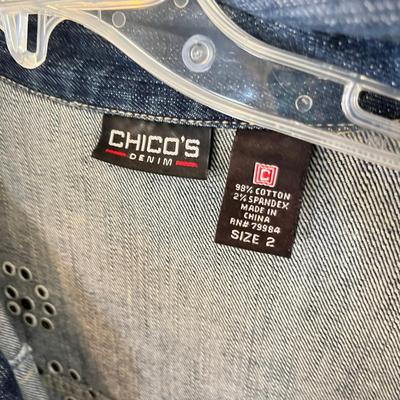 CHICO'S
DENIM
C
98% COTTON
2% SPANDEX
MADE IN
CHINA
RN# 79984
SIZE 2